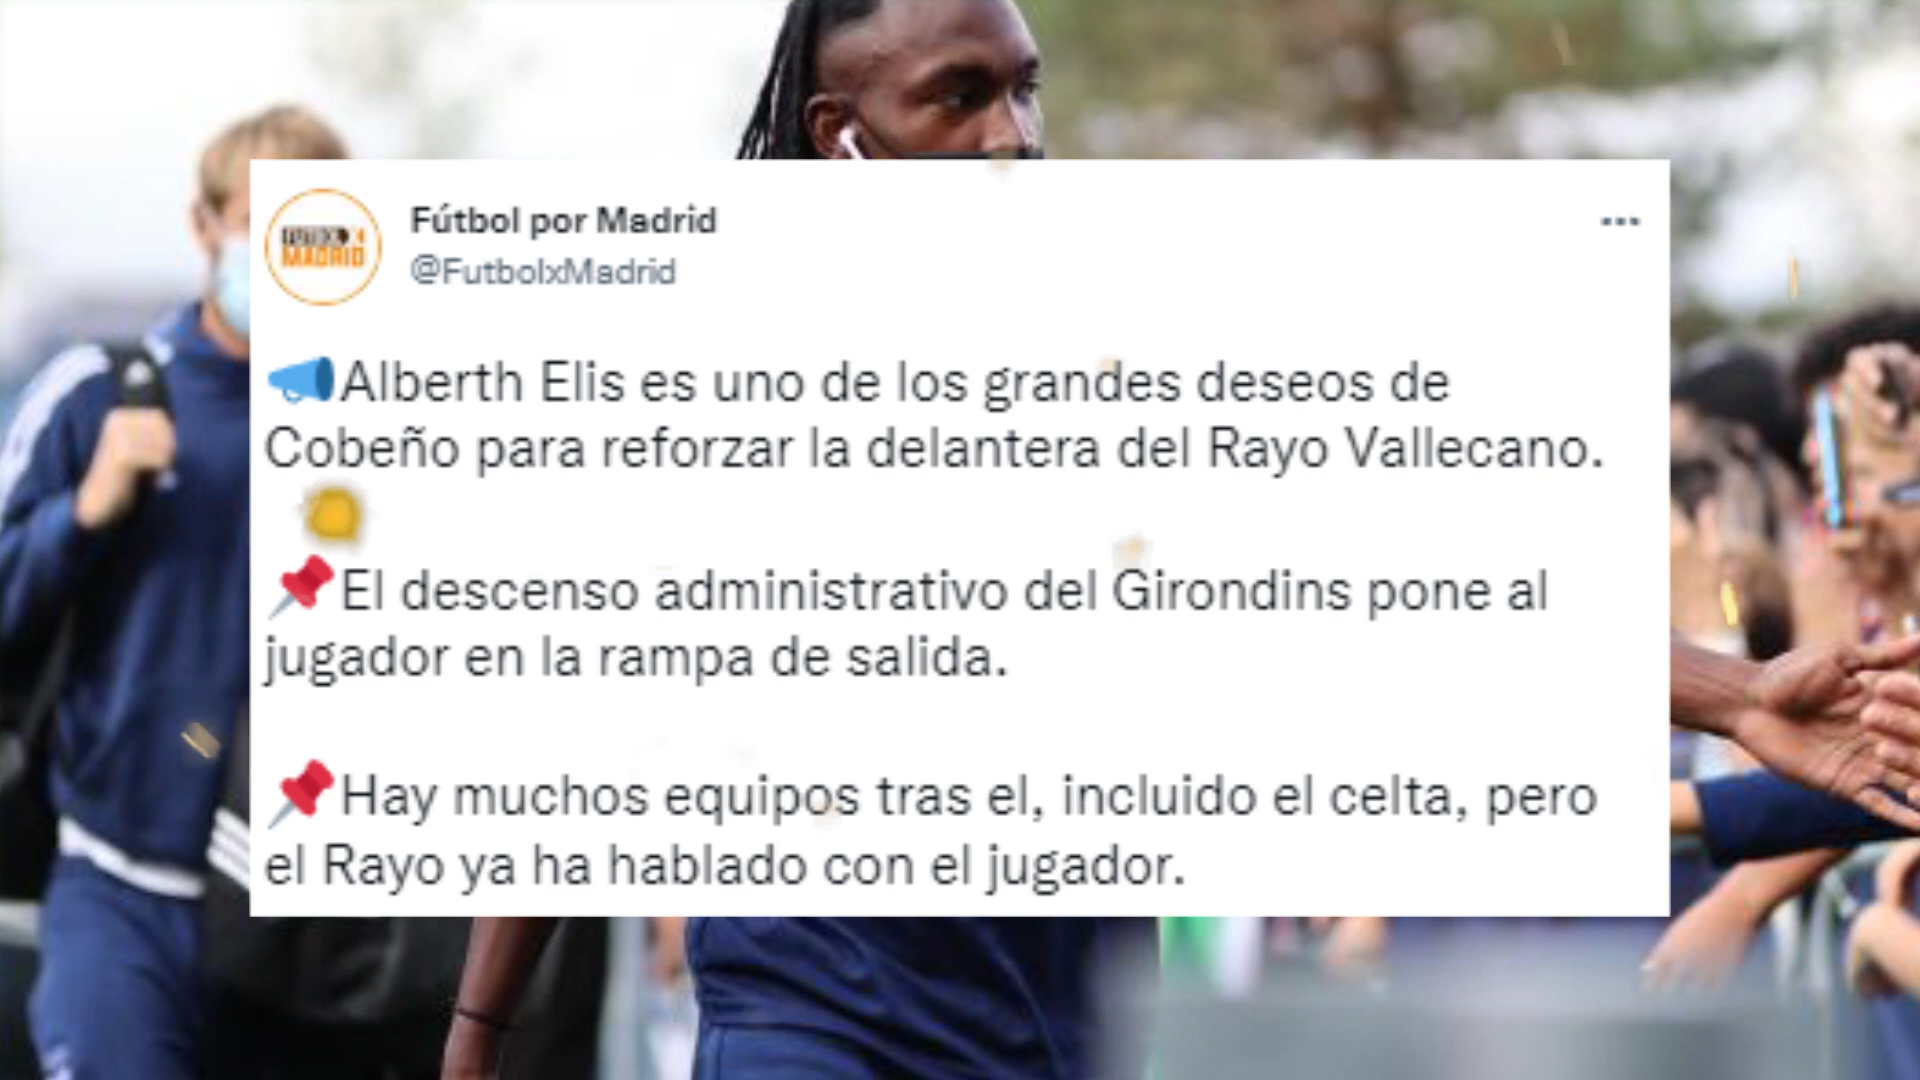 Fútbol por Madrid
@FutbolxMadrid
MADRID
Alberth Elis es uno de los grandes deseos de
Cobeño para reforzar la delantera del Rayo Vallecano.
El descenso administrativo del Girondins pone al
jugador en la rampa de salida.
Hay muchos equipos tras el, incluido el celta, pero
el Rayo ya ha hablado con el jugador.